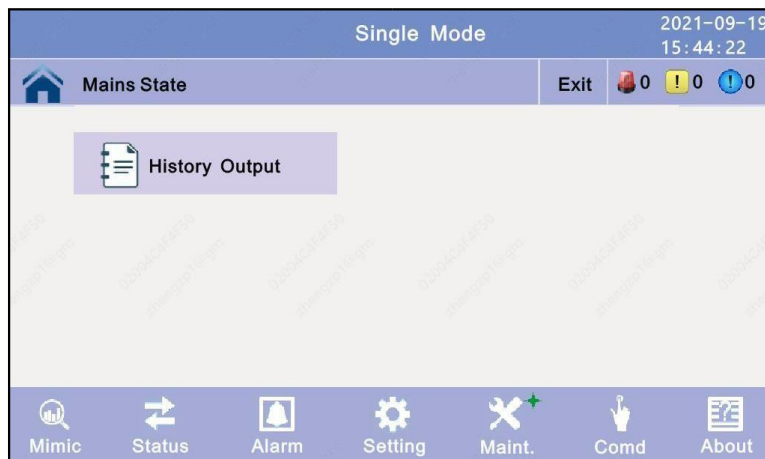 Single Mode
2021-09-19
15:44:22
Mains State
Exit
0
! 0
! 0
History Output
Mimic
Status
Alarm
Setting
Maint.
Comd
About